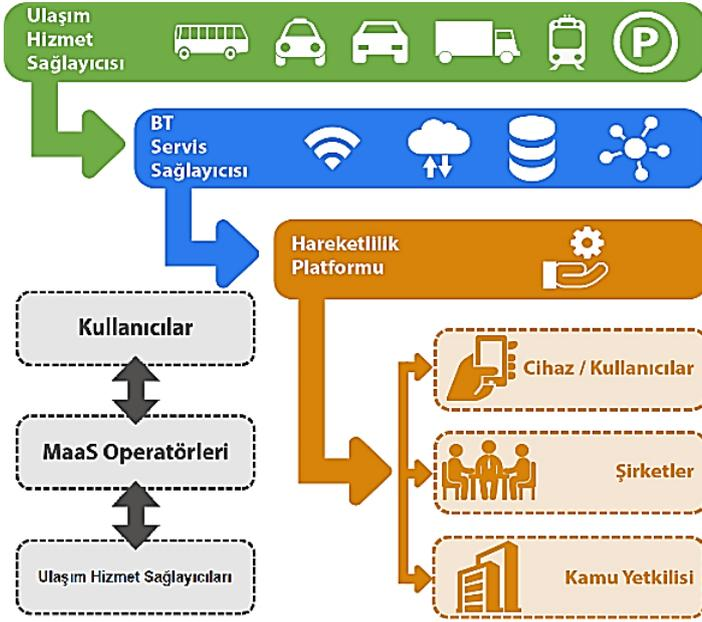 Ulaşım
Hizmet
Sağlayıcısı
P
BT
Servis
Sağlayıcısı
Hareketlilik
Platformu
Kullanıcılar
MaaS Operatörleri
Ulaşım Hizmet Sağlayıcıları
Cihaz / Kullanıcılar
Şirketler
Kamu Yetkilisi